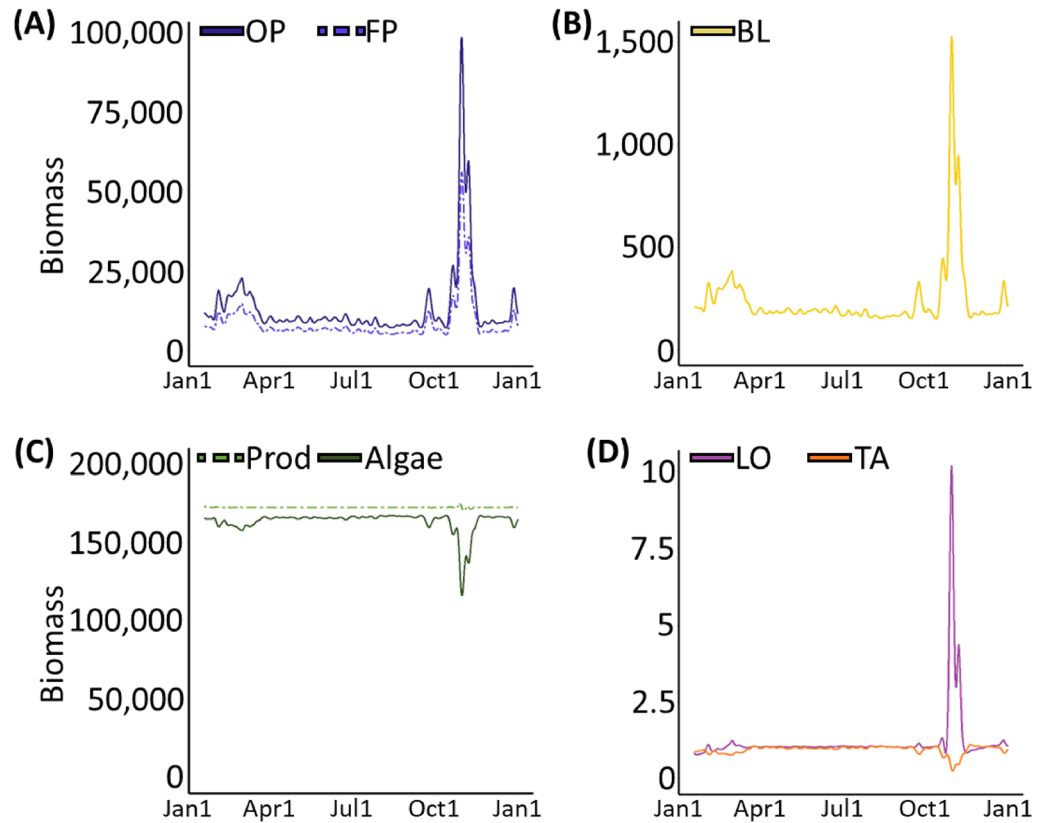 (A)
OP FP
100,000
75,000
50,000
25,000
0
Biomass
Jan1 Apr1 Jul1 Oct1 Jan1
(B)
BL
1,500
1,000
500
0
Jan1 Apr1 Jul1 Oct1 Jan1
(C)
Prod Algae
200,000
150,000
100,000
50,000
0
Biomass
Jan1 Apr1 Jul1 Oct1 Jan1
(D)
LO TA
10
7.5
5
2.5
0
Jan1 Apr1 Jul1 Oct1 Jan1